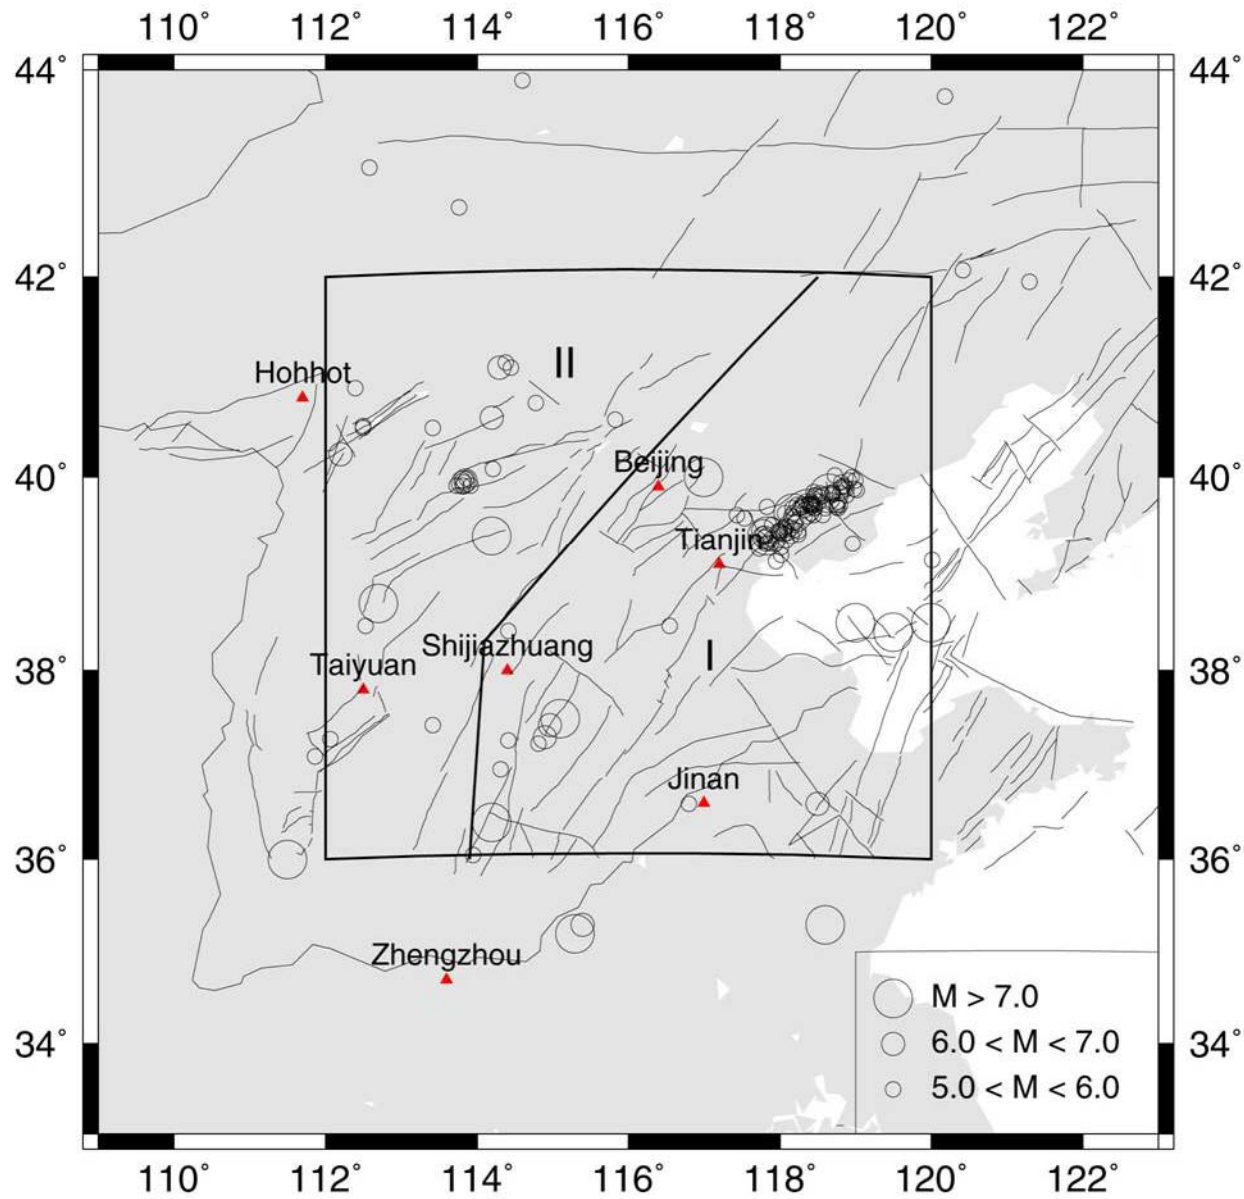 110° 112° 114° 116° 118° 120° 122°
44° 44°
42° 42°
II
Hohhot
40° 40°
Beijing
Tianjin
I
38° 38°
Shijiazhuang
Taiyuan
Jinan
36° 36°
Zhengzhou
M > 7.0
34° 6.0 < M < 7.0 34°
5.0 < M < 6.0
110° 112° 114° 116° 118° 120° 122°